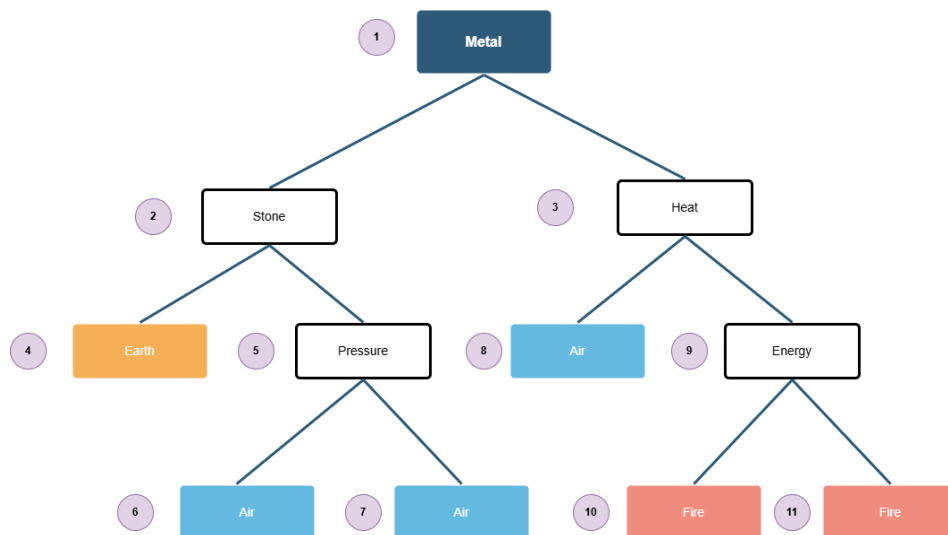 1
Metal
2
Stone
3
Heat
4
Earth
5
Pressure
8
Air
9
Energy
6
Air
7
Air
10
Fire
11
Fire